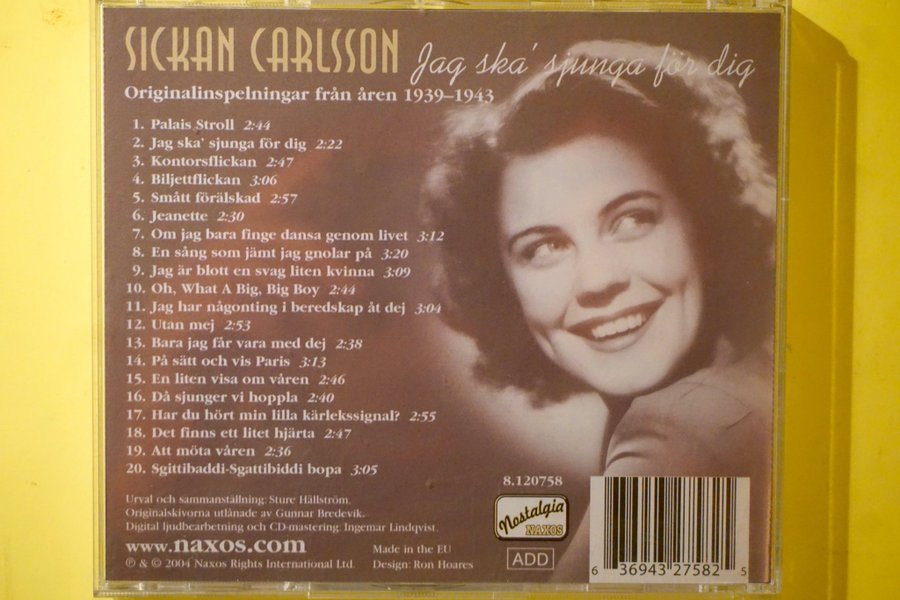 SICKAN CARLSSON Jag ska' sjunga för dig
Originalinspelningar från åren 1939–1943
1. Palais Stroll 2:44
2. Jag ska' sjunga för dig 2:22
3. Kontorsflickan 2:47
4. Biljettflickan 3:06
5. Smått förälskad 2:57
6. Jeanette 2:30
7. Om jag bara finge dansa genom livet 3:12
8. En sång som jämt jag gnolar på 3:20
9. Jag är blott en svag liten kvinna 3:09
10. Oh, What A Big, Big Boy 2:44
11. Jag har någonting i beredskap åt dej 3:04
12. Utan mej 2:53
13. Bara jag får vara med dej 2:38
14. På sätt och vis Paris 3:13
15. En liten visa om våren 2:46
16. Då sjunger vi hoppla 2:40
17. Har du hört min lilla kärlekssignal? 2:55
18. Det finns ett litet hjärta 2:47
19. Att möta våren 2:36
20. Sgittibaddi-Sgattibiddi bopa 3:05
Urval och sammanställning: Sture Hällström.
Originalskivorna utlånade av Gunnar Bredevik.
Digital ljudbearbetning och CD-mastering: Ingemar Lindqvist.
www.naxos.com
℗ & © 2004 Naxos Rights International Ltd.
Made in the EU
Design: Ron Hoares
8.120758
Nostalgia
NAXOS
ADD
6 36943 27582 5